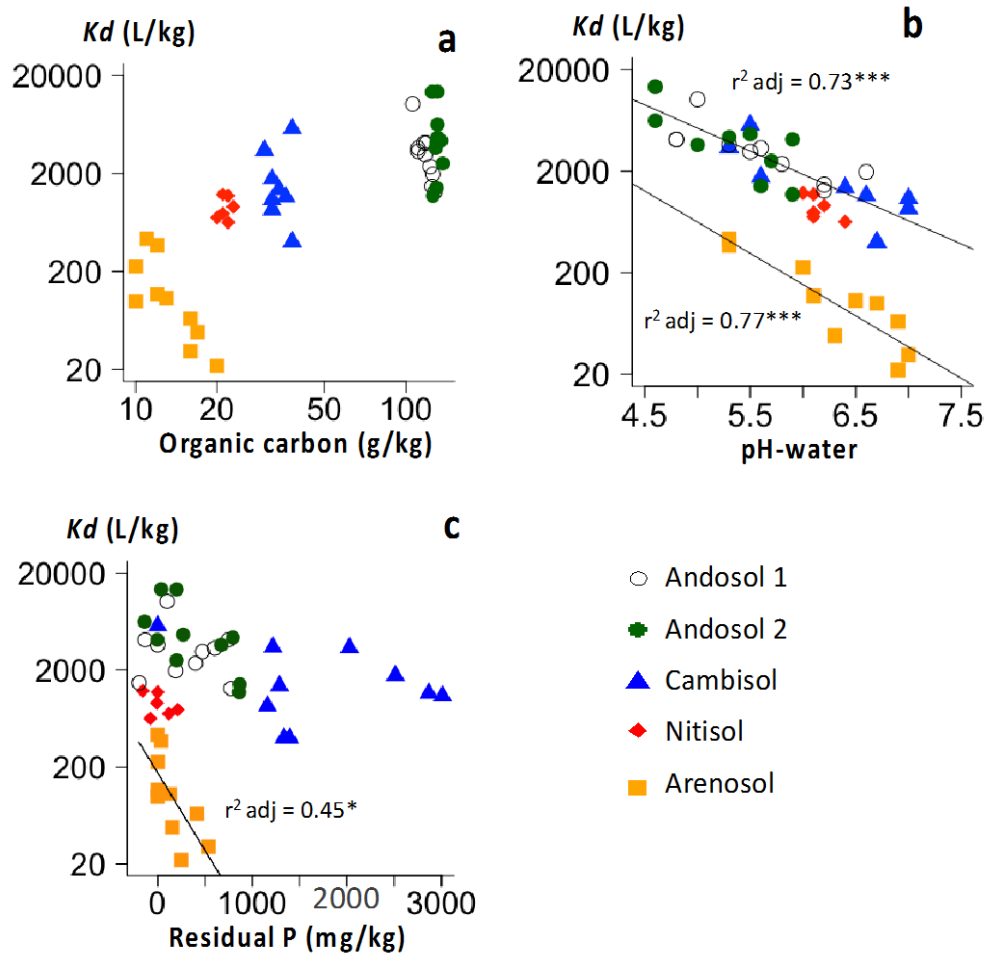 Kd (L/kg)
a
20000
2000
200
20
10 20 50 100
Organic carbon (g/kg)
Kd (L/kg)
b
20000
r² adj = 0.73***
2000
200
r² adj = 0.77***
20
4.5 5.5 6.5 7.5
pH-water
Kd (L/kg)
c
20000
2000
200
r² adj = 0.45*
20
0 1000 2000 3000
Residual P (mg/kg)
Andosol 1
Andosol 2
Cambisol
Nitisol
Arenosol